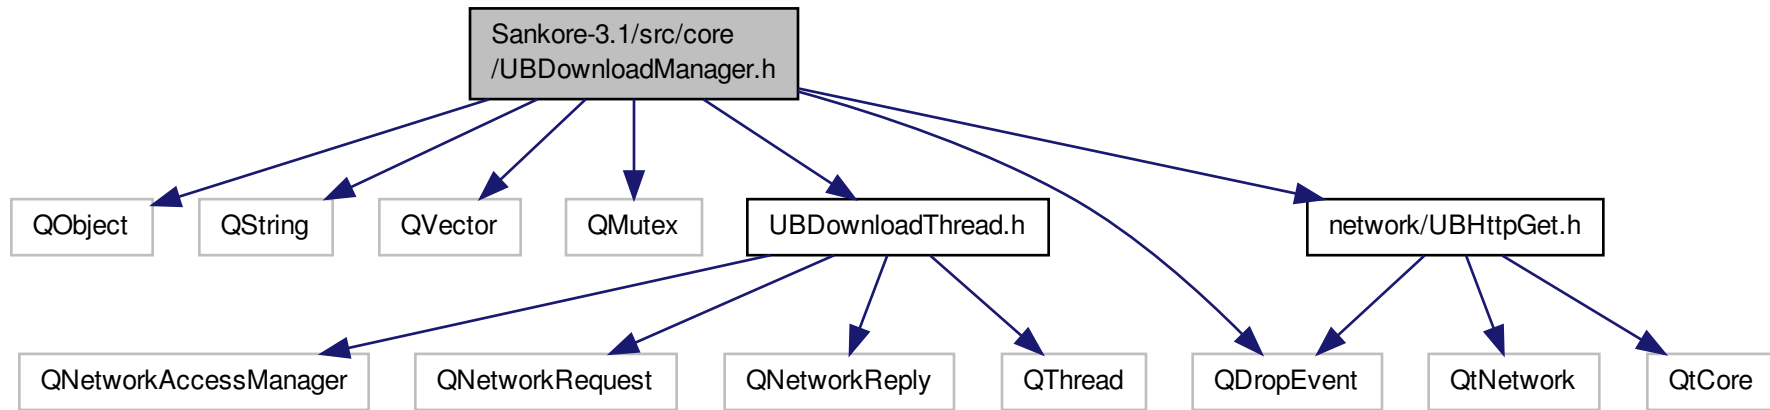 Sankore-3.1/src/core
/UBDownloadManager.h
QObject
QString
QVector
QMutex
UBDownloadThread.h
network/UBHttpGet.h
QNetworkAccessManager
QNetworkRequest
QNetworkReply
QThread
QDropEvent
QtNetwork
QtCore